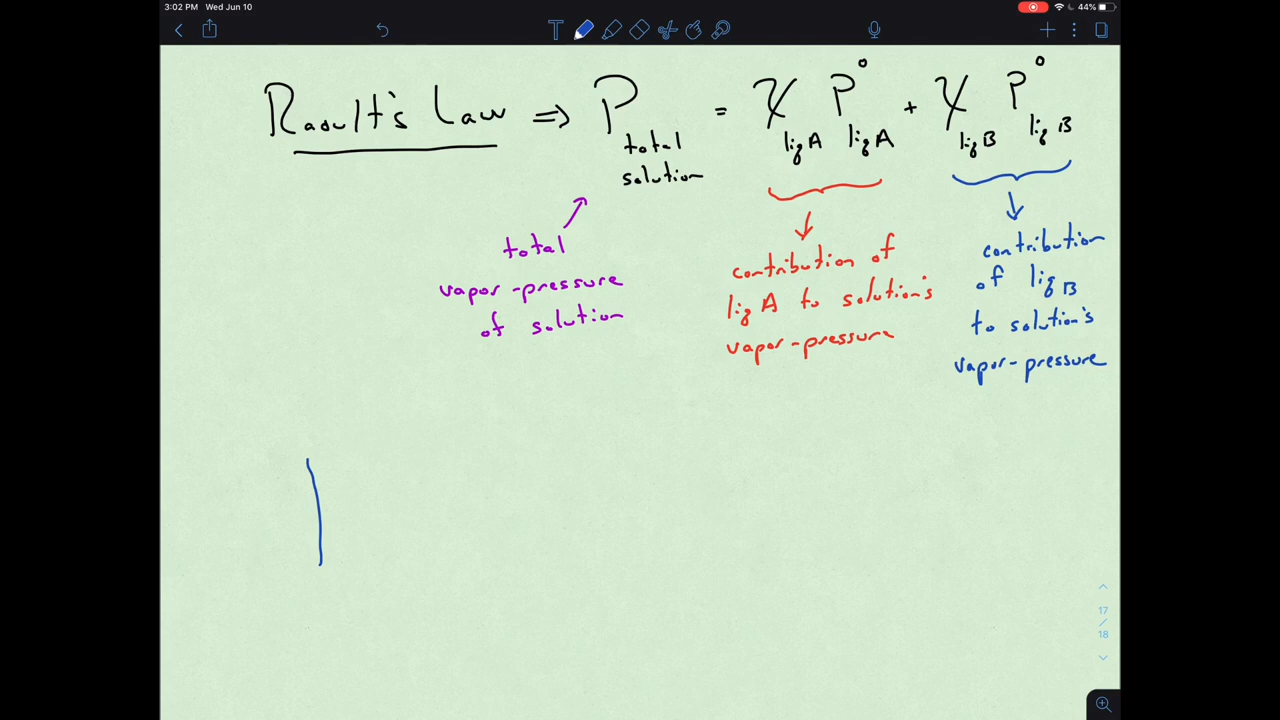 3:02 PM Wed Jun 10
44%
Raoult's Law ⇒ P total solution = χ liq A P° liq A + χ liq B P° liq B
total
vapor-pressure
of solution
contribution of
liq A to solution's
vapor-pressure
contribution
of liq B
to solution's
vapor-pressure
17
/
18